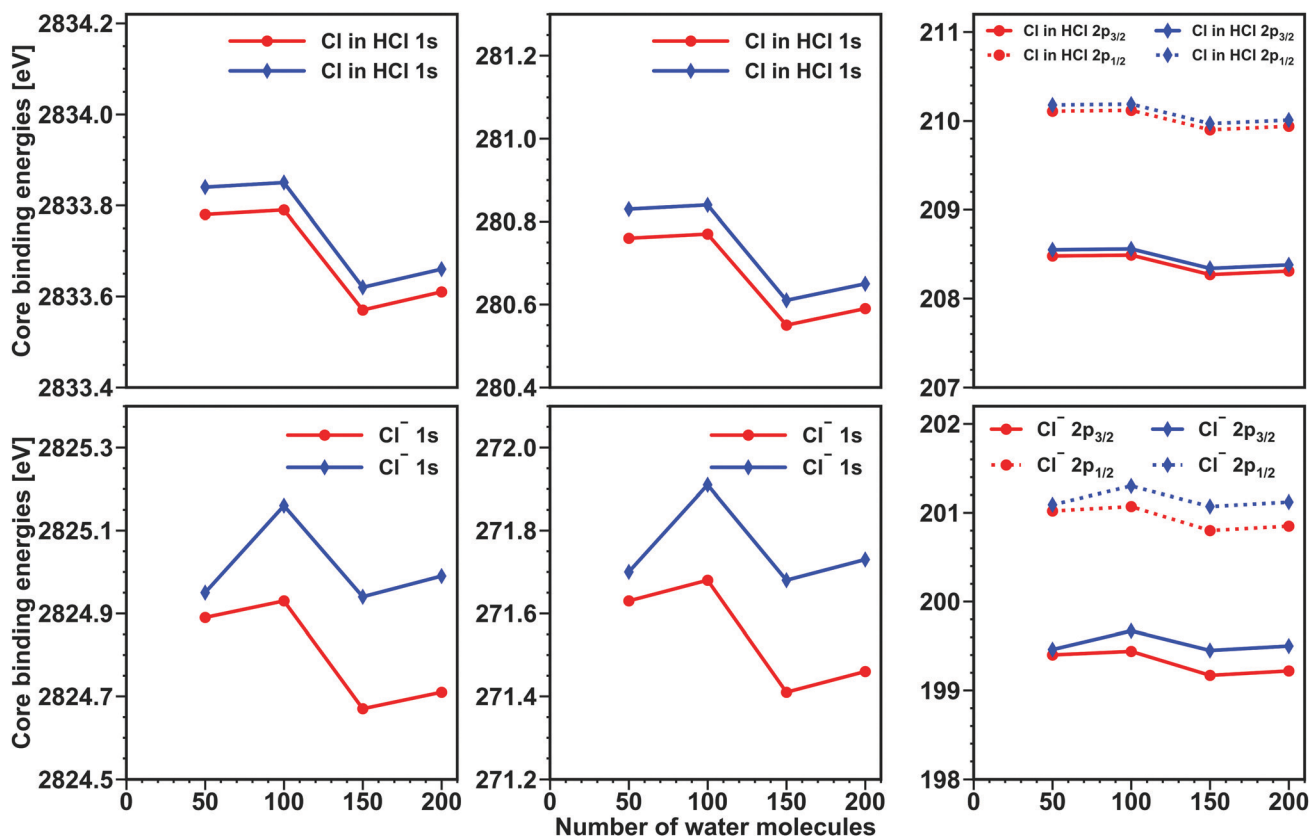 Core binding energies [eV]
2834.2
2834.0
2833.8
2833.6
2833.4
Cl in HCl 1s
Cl in HCl 1s
281.2
281.0
280.8
280.6
280.4
Cl in HCl 1s
Cl in HCl 1s
211
210
209
208
207
Cl in HCl 2p3/2
Cl in HCl 2p1/2
Cl in HCl 2p3/2
Cl in HCl 2p1/2
Core binding energies [eV]
2825.3
2825.1
2824.9
2824.7
2824.5
Cl⁻ 1s
Cl⁻ 1s
0 50 100 150 200
272.0
271.8
271.6
271.4
271.2
Cl⁻ 1s
Cl⁻ 1s
0 50 100 150 200
202
201
200
199
198
Cl⁻ 2p3/2
Cl⁻ 2p1/2
Cl⁻ 2p3/2
Cl⁻ 2p1/2
0 50 100 150 200
Number of water molecules